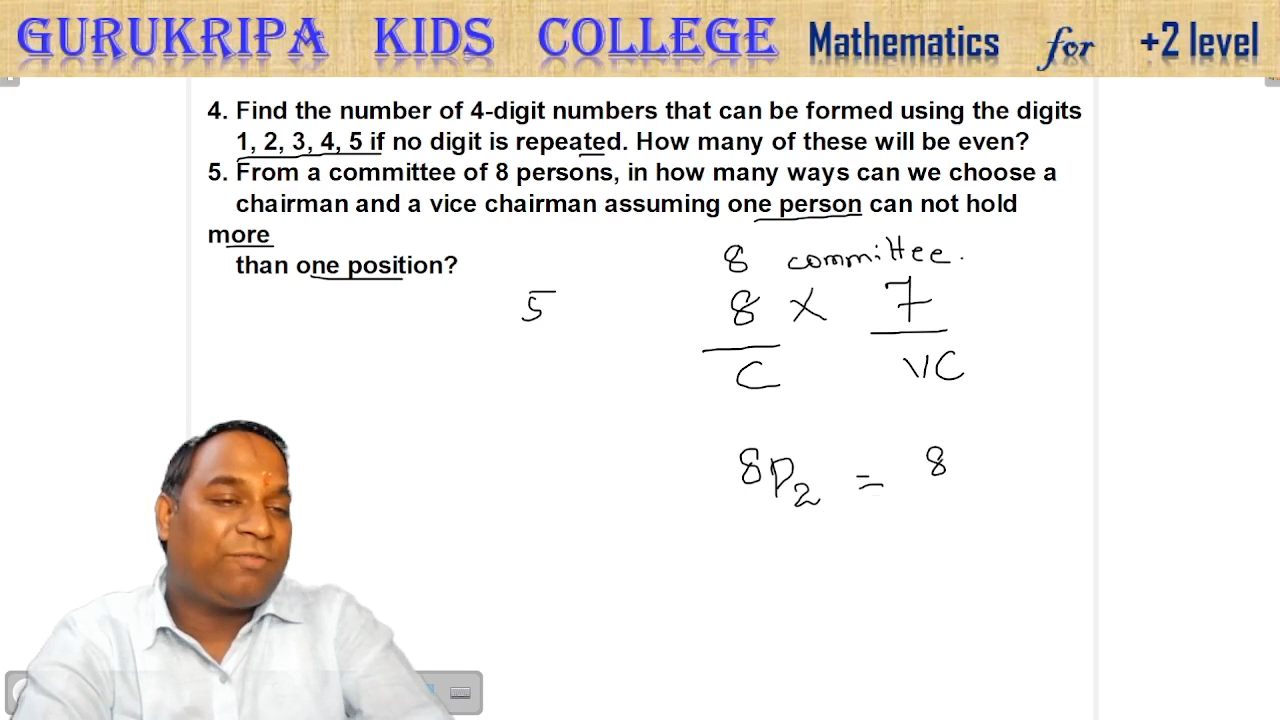 GURUKRIPA KIDS COLLEGE Mathematics for +2 level
4. Find the number of 4-digit numbers that can be formed using the digits
1, 2, 3, 4, 5 if no digit is repeated. How many of these will be even?
5. From a committee of 8 persons, in how many ways can we choose a
chairman and a vice chairman assuming one person can not hold
more
than one position?
8 committee.
5 8 × 7
C VC
8P2 = 8